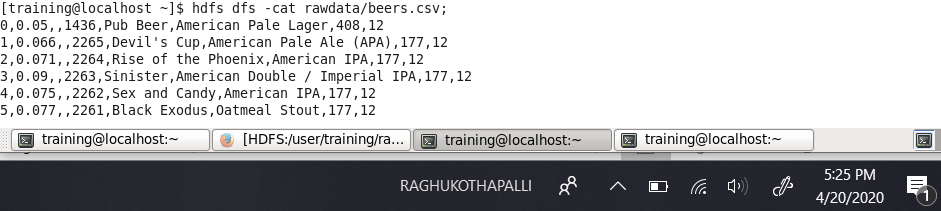 [training@localhost ~]$ hdfs dfs -cat rawdata/beers.csv;
0,0.05,,1436,Pub Beer,American Pale Lager,408,12
1,0.066,,2265,Devil's Cup,American Pale Ale (APA),177,12
2,0.071,,2264,Rise of the Phoenix,American IPA,177,12
3,0.09,,2263,Sinister,American Double / Imperial IPA,177,12
4,0.075,,2262,Sex and Candy,American IPA,177,12
5,0.077,,2261,Black Exodus,Oatmeal Stout,177,12
training@localhost:~ [HDFS:/user/training/ra... training@localhost:~ training@localhost:~
RAGHUKOTHAPALLI 5:25 PM
4/20/2020 1